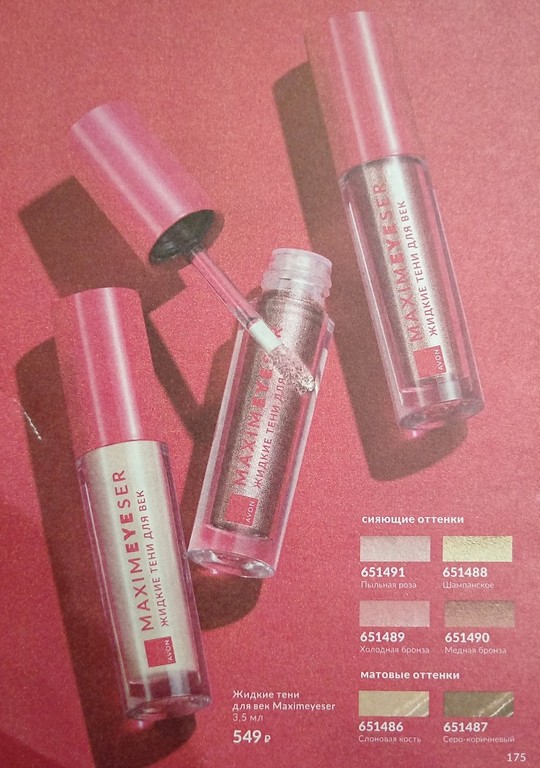 MAXIMEYESER
ЖИДКИЕ ТЕНИ ДЛЯ ВЕК
AVON
MAXIMEYESER
ЖИДКИЕ ТЕНИ ДЛЯ
AVON
MAXIMEYESER
ЖИДКИЕ ТЕНИ ДЛЯ ВЕК
AVON
сияющие оттенки
651491 651488
Пыльная роза Шампанское
651489 651490
Холодная бронза Медная бронза
матовые оттенки
651486 651487
Слоновая кость Серо-коричневый
Жидкие тени
для век Maximeyeser
3,5 мл
549 ₽
175